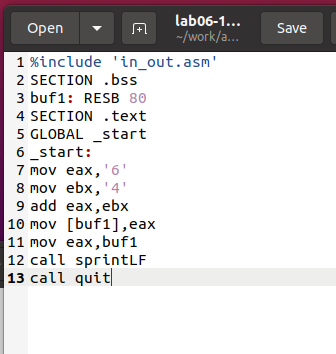 Open
lab06-1...
~/work/a...
Save
1 %include 'in_out.asm'
2 SECTION .bss
3 buf1: RESB 80
4 SECTION .text
5 GLOBAL _start
6 _start:
7 mov eax,'6'
8 mov ebx,'4'
9 add eax,ebx
10 mov [buf1],eax
11 mov eax,buf1
12 call sprintLF
13 call quit